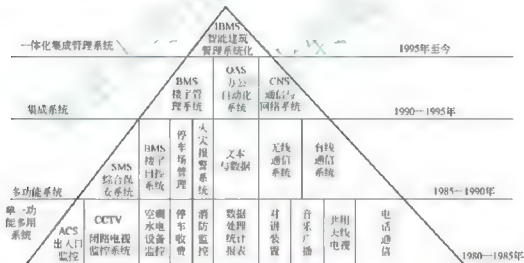 IBMS
智能建筑
管理系统化
一体化集成管理系统
1995年至今
BMS
楼宇管
理系统
OAS
办公
自动化
系统
CNS
通信与
网络系统
集成系统
1990~1995年
SMS
综合保
安系统
BMS
楼宇
自控
系统
停车场管理
火灾报警系统
文本
与数据
无线
通信
系统
有线
通信
系统
多功能系统
1985~1990年
单一功
能多用
系统
ACS
出入口
监控
CCTV
闭路电视
监控系统
空调
水电
设备
监控
停车收费
消防监控
数据
处理
统计
报表
对讲装置
音乐广播
共用
天线
电视
电话通信
1980~1985年